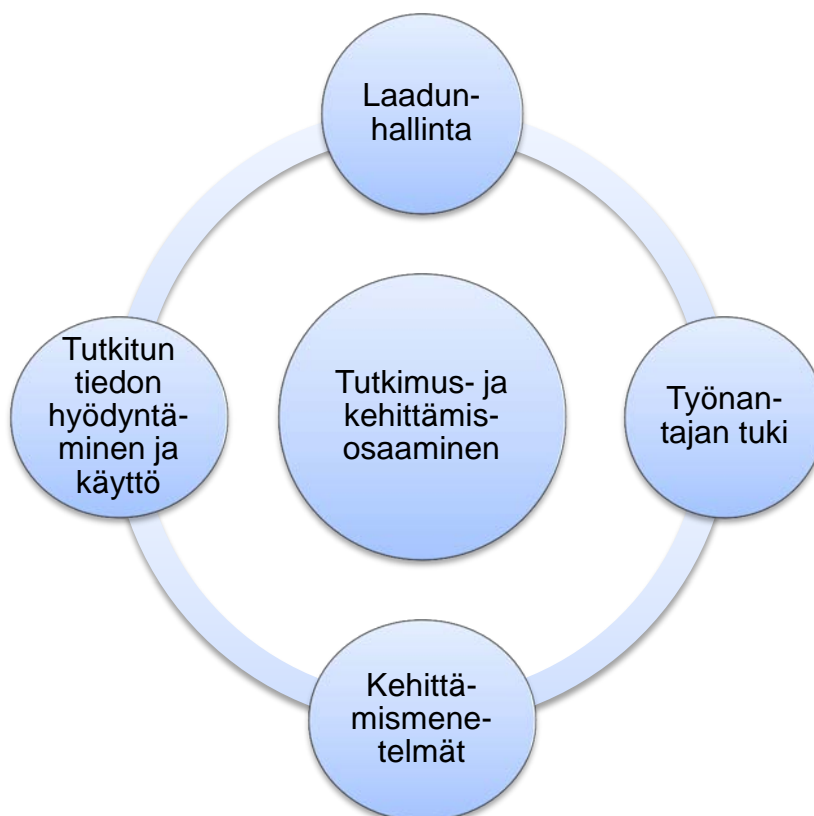 Laadun-
hallinta
Tutkitun
tiedon
hyödyntä-
minen ja
käyttö
Tutkimus- ja
kehittämis-
osaaminen
Työnan-
tajan tuki
Kehittä-
mismene-
telmät